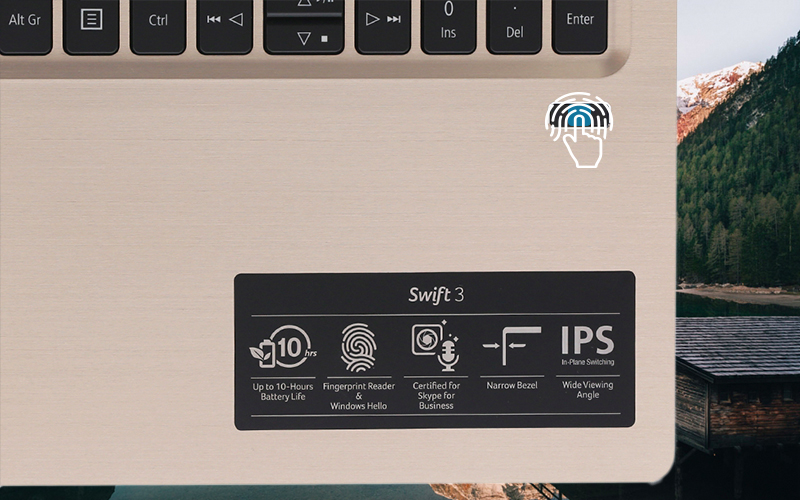 Alt Gr
Ctrl
0
Ins
.
Del
Enter
Swift 3
10 hrs
IPS
In-Plane Switching
Up to 10-Hours
Battery Life
Fingerprint Reader
&
Windows Hello
Certified for
Skype for
Business
Narrow Bezel
Wide Viewing
Angle